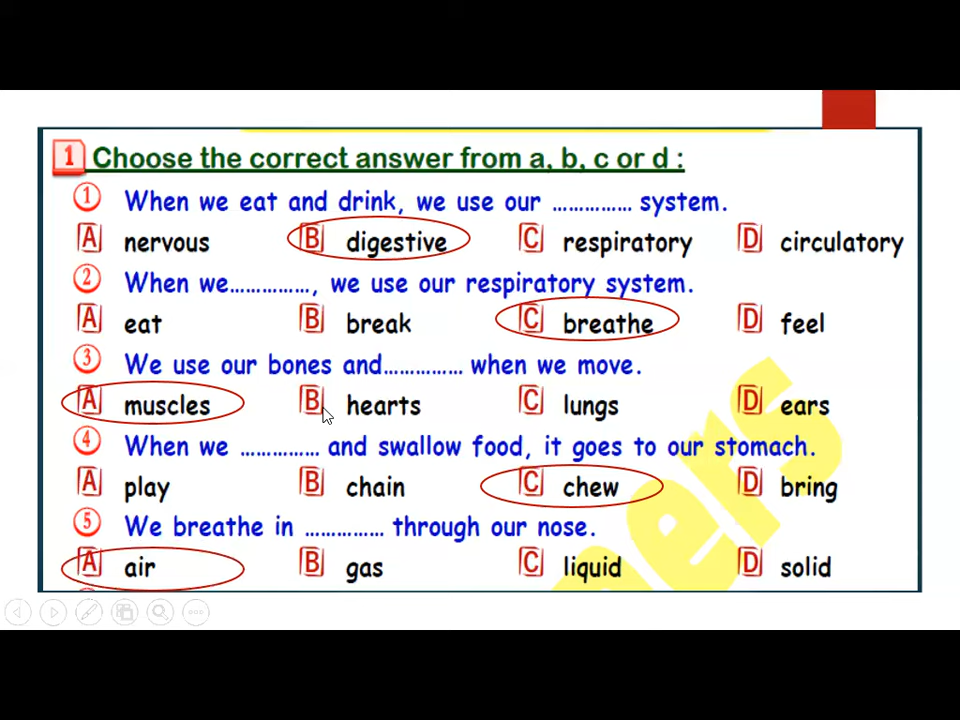 1 Choose the correct answer from a, b, c or d :
1 When we eat and drink, we use our ............... system.
A nervous B digestive C respiratory D circulatory
2 When we..............., we use our respiratory system.
A eat B break C breathe D feel
3 We use our bones and............... when we move.
A muscles B hearts C lungs D ears
4 When we ............... and swallow food, it goes to our stomach.
A play B chain C chew D bring
5 We breathe in ............... through our nose.
A air B gas C liquid D solid